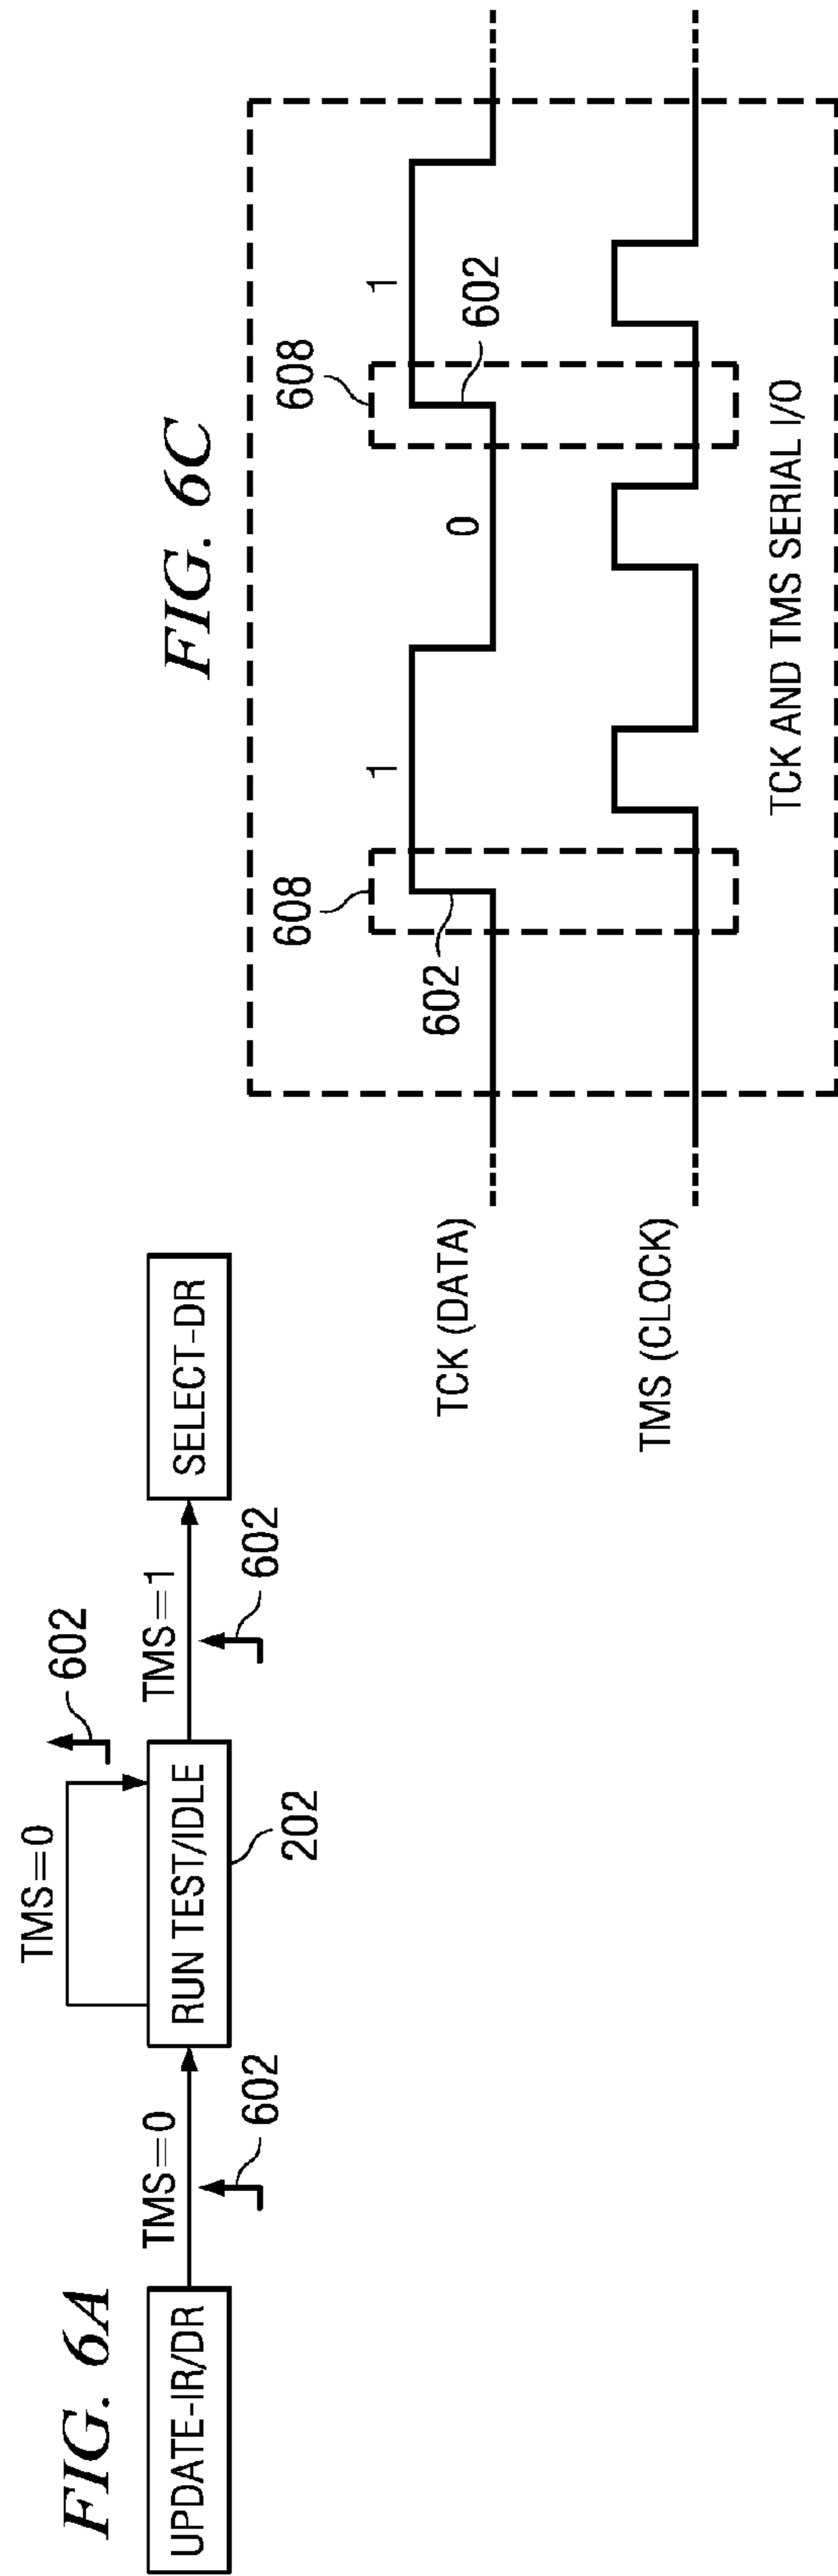 FIG. 6A
UPDATE-IR/DR
TMS=0
602
TMS=0
602
RUN TEST/IDLE
202
TMS=1
602
SELECT-DR
FIG. 6C
TCK (DATA)
TMS (CLOCK)
608
602
1
0
608
602
1
TCK AND TMS SERIAL I/O